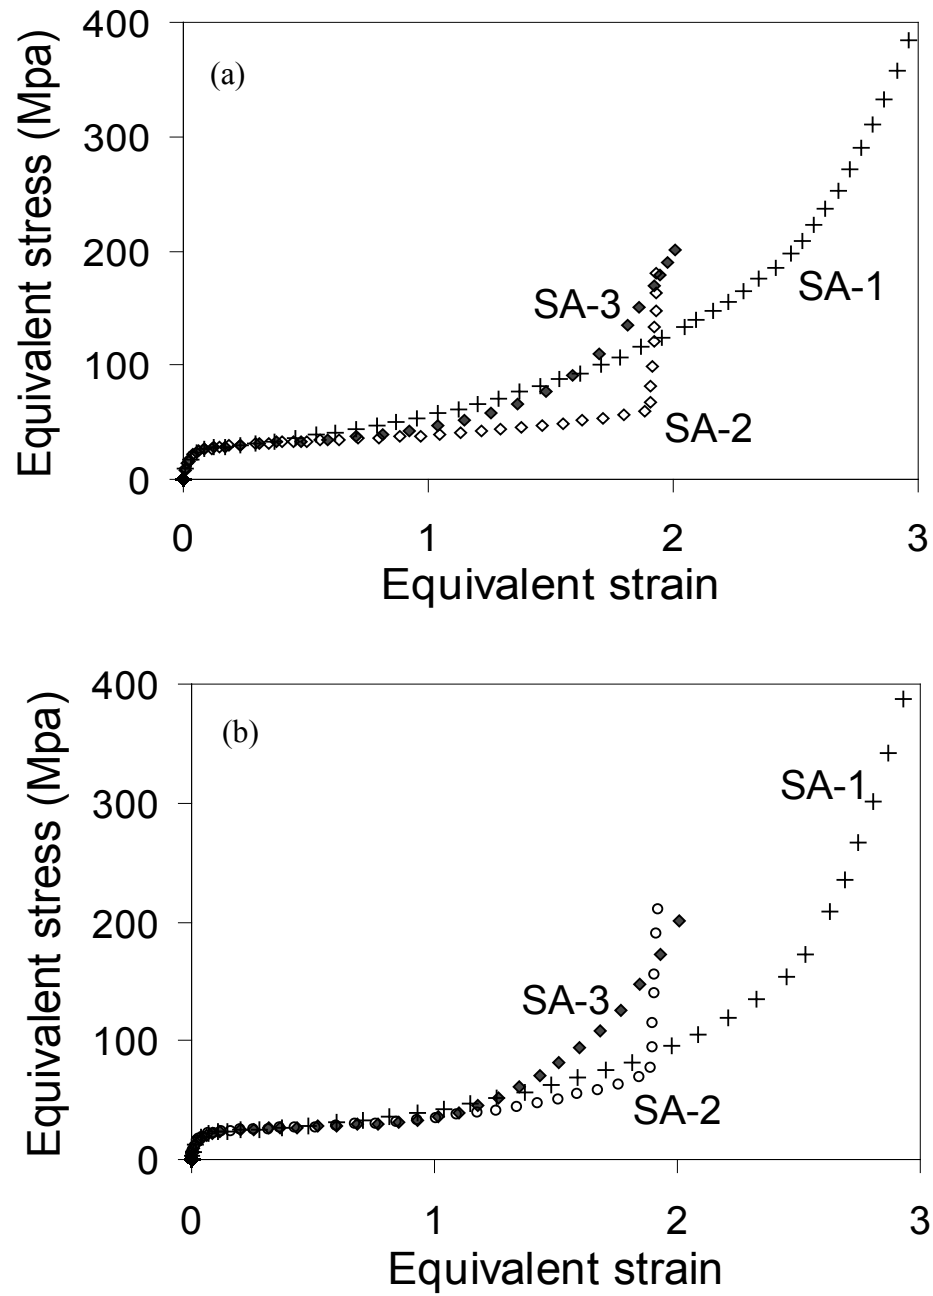 400
(a)
300
Equivalent stress (Mpa)
200
SA-3
SA-1
100
SA-2
0
0 1 2 3
Equivalent strain
400
(b)
SA-1
300
Equivalent stress (Mpa)
200
SA-3
100
SA-2
0
0 1 2 3
Equivalent strain